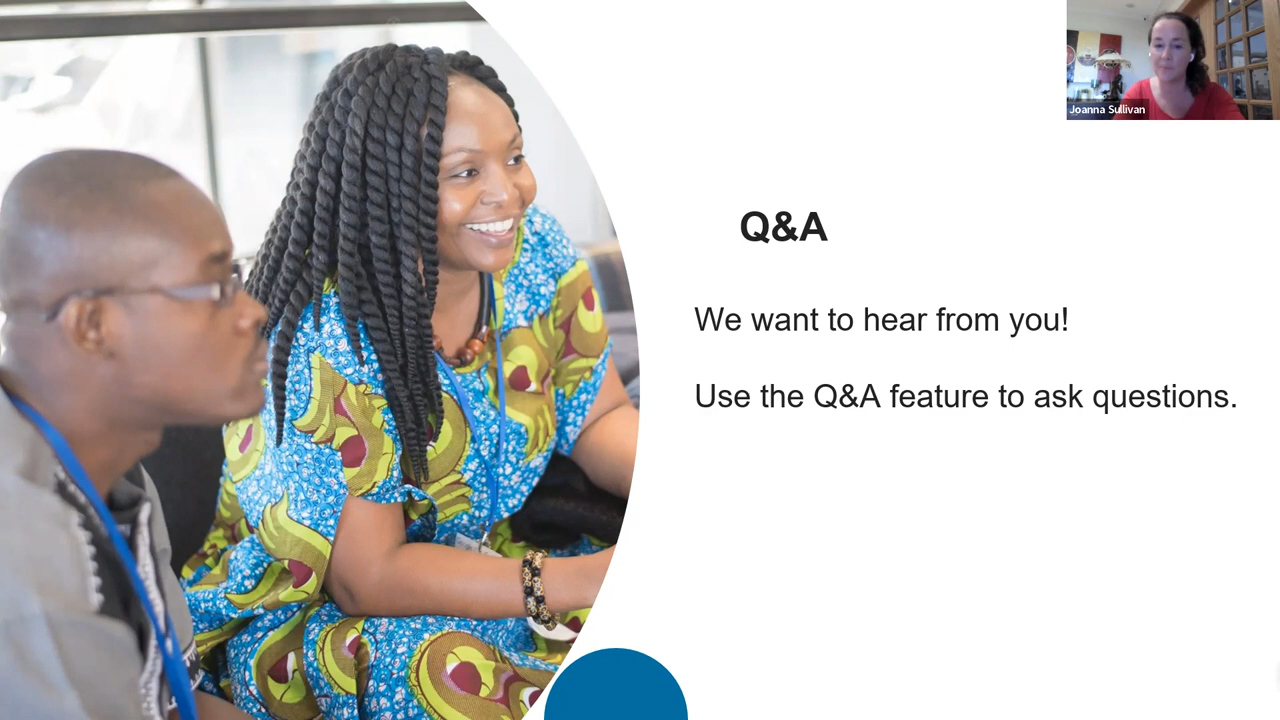 Joanna Sullivan
Q&A
We want to hear from you!
Use the Q&A feature to ask questions.